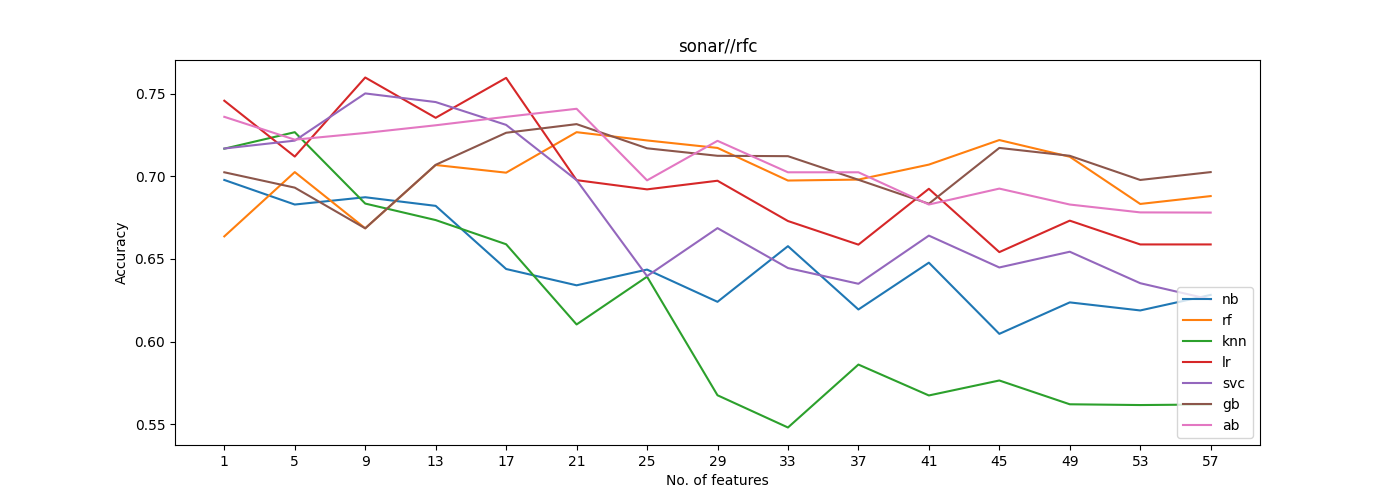 sonar//rfc
Accuracy
0.75
0.70
0.65
0.60
0.55
1 5 9 13 17 21 25 29 33 37 41 45 49 53 57
No. of features
nb
rf
knn
lr
svc
gb
ab